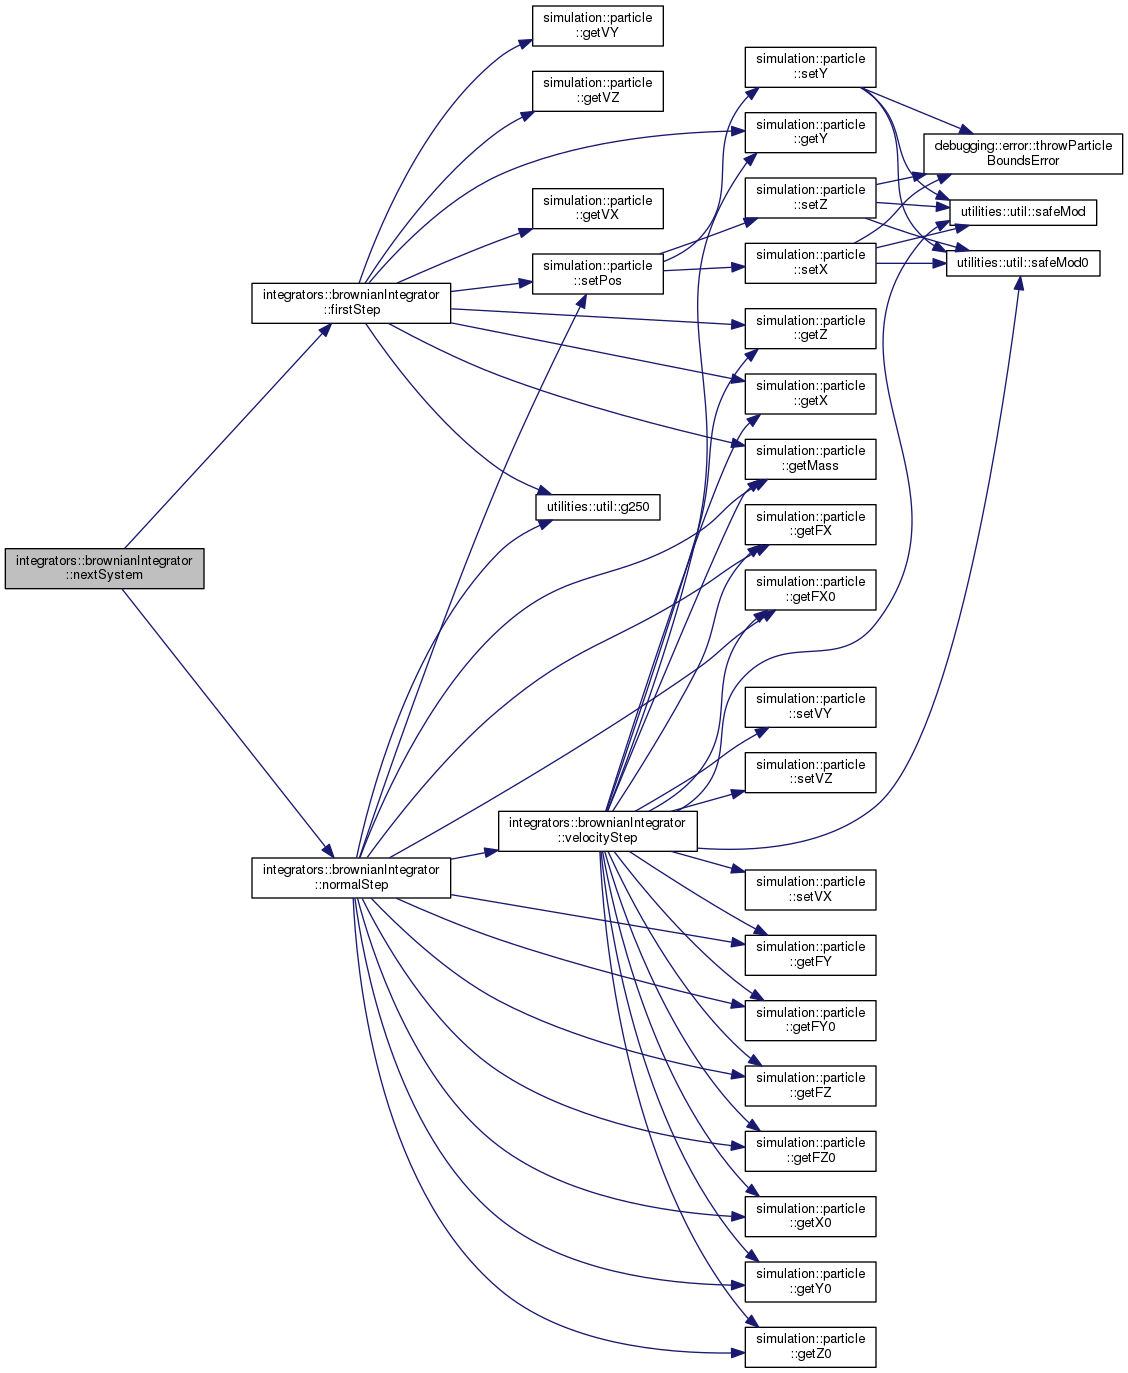 simulation::particle
::getVY
simulation::particle
::setY
simulation::particle
::getVZ
simulation::particle
::getY
debugging::error::throwParticle
BoundsError
simulation::particle
::setZ
simulation::particle
::getVX
utilities::util::safeMod
simulation::particle
::setX
utilities::util::safeMod0
simulation::particle
::setPos
integrators::brownianIntegrator
::firstStep
simulation::particle
::getZ
simulation::particle
::getX
simulation::particle
::getMass
utilities::util::g250
simulation::particle
::getFX
integrators::brownianIntegrator
::nextSystem
simulation::particle
::getFX0
simulation::particle
::setVY
simulation::particle
::setVZ
integrators::brownianIntegrator
::velocityStep
integrators::brownianIntegrator
::normalStep
simulation::particle
::setVX
simulation::particle
::getFY
simulation::particle
::getFY0
simulation::particle
::getFZ
simulation::particle
::getFZ0
simulation::particle
::getX0
simulation::particle
::getY0
simulation::particle
::getZ0